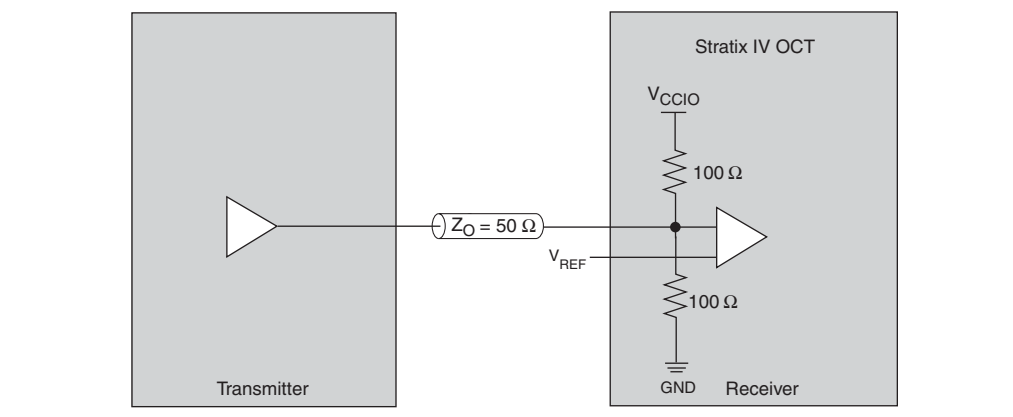 Stratix IV OCT
VCCIO
100 Ω
ZO = 50 Ω
VREF
100 Ω
GND
Transmitter
Receiver